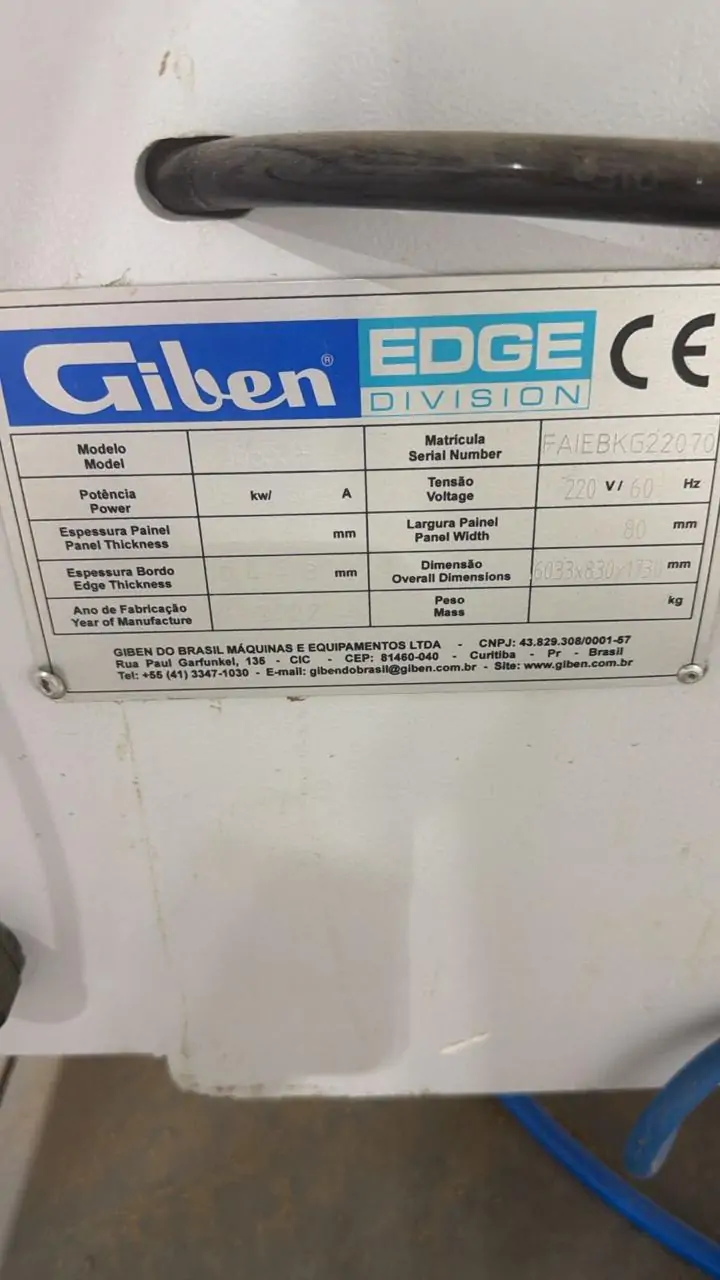 Giben® EDGE DIVISION CE
Modelo
Model
Matrícula
Serial Number
FAIEBKG22070
Potência
Power
kw/ A
Tensão
Voltage
220 V/ 60 Hz
Espessura Painel
Panel Thickness
mm
Largura Painel
Panel Width
80 mm
Espessura Bordo
Edge Thickness
mm
Dimensão
Overall Dimensions
6033x830x1730 mm
Ano de Fabricação
Year of Manufacture
Peso
Mass
kg
GIBEN DO BRASIL MÁQUINAS E EQUIPAMENTOS LTDA - CNPJ: 43.829.308/0001-57
Rua Paul Garfunkel, 135 - CIC - CEP: 81460-040 - Curitiba - Pr - Brasil
Tel: +55 (41) 3347-1030 - E-mail: gibendobrasil@giben.com.br - Site: www.giben.com.br